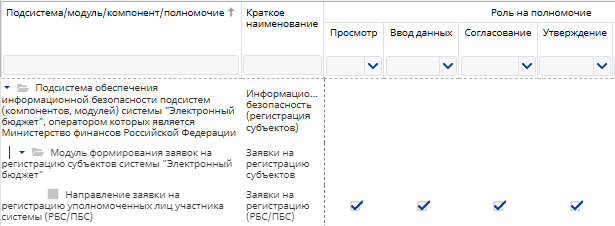 Подсистема/модуль/компонент/полномочие
Краткое
наименование
Роль на полномочие
Просмотр
Ввод данных
Согласование
Утверждение
Подсистема обеспечения
информационной безопасности подсистем
(компонентов, модулей) системы "Электронный
бюджет", оператором которых является
Министерство финансов Российской Федерации
Информацио...
безопасность
(регистрация
субъектов)
Модуль формирования заявок на
регистрацию субъектов системы "Электронный
бюджет"
Заявки на
регистрацию
субъектов
Направление заявки на
регистрацию уполномоченных лиц участника
системы (РБС/ПБС)
Заявки на
регистрацию
(РБС/ПБС)